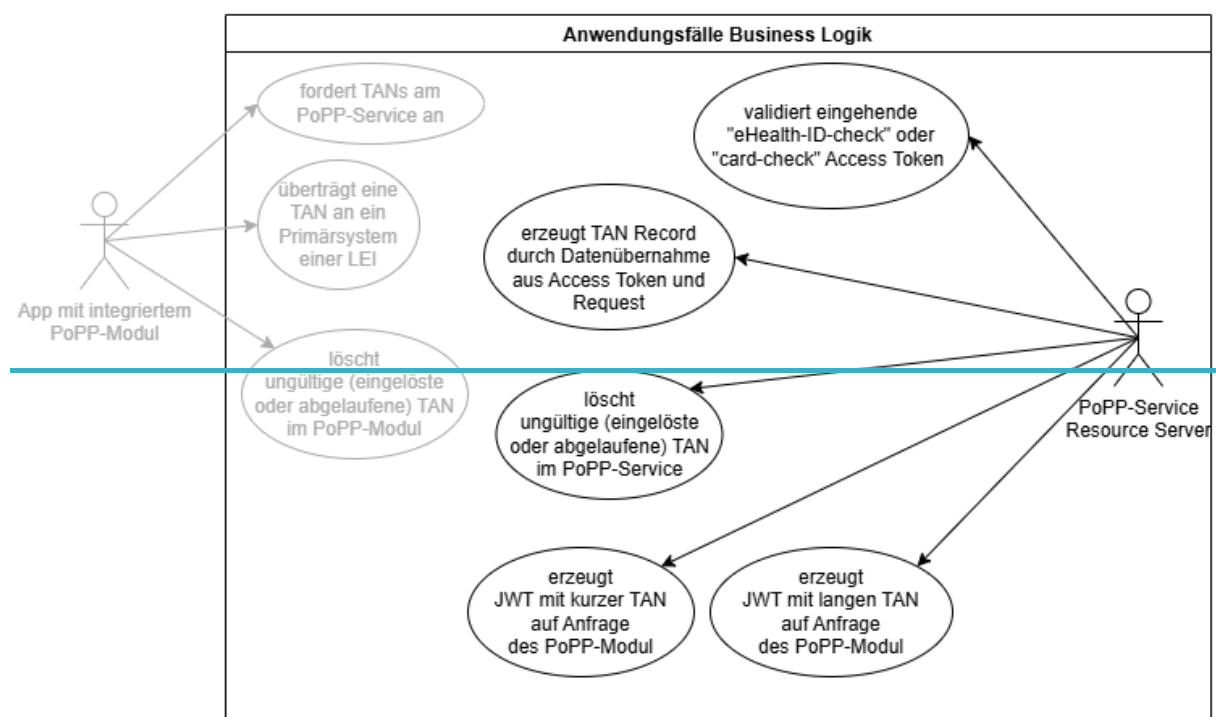 Anwendungsfälle Business Logik
fordert TANs am
PoPP-Service an
validiert eingehende
"eHealth-ID-check" oder
"card-check" Access Token
überträgt eine
TAN an ein
Primärsystem
einer LEI
erzeugt TAN Record
durch Datenübernahme
aus Access Token und
Request
App mit integriertem
PoPP-Modul
löscht
ungültige (eingelöste
oder abgelaufene) TAN
im PoPP-Modul
löscht
ungültige (eingelöste
oder abgelaufene) TAN
im PoPP-Service
PoPP-Service
Resource Server
erzeugt
JWT mit kurzer TAN
auf Anfrage
des PoPP-Modul
erzeugt
JWT mit langen TAN
auf Anfrage
des PoPP-Modul